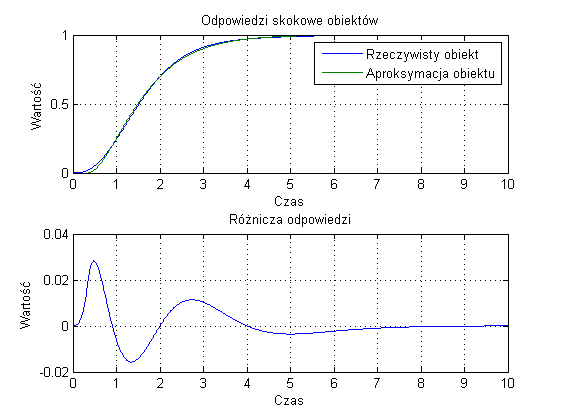 Odpowiedzi skokowe obiektów
1
0.5
0
Wartość
Rzeczywisty obiekt
Aproksymacja obiektu
0 1 2 3 4 5 6 7 8 9 10
Czas
Różnicza odpowiedzi
0.04
0.02
0
-0.02
Wartość
0 1 2 3 4 5 6 7 8 9 10
Czas